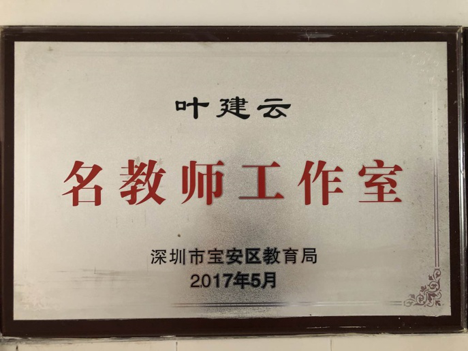 叶建云
名教师工作室
深圳市宝安区教育局
2017年5月